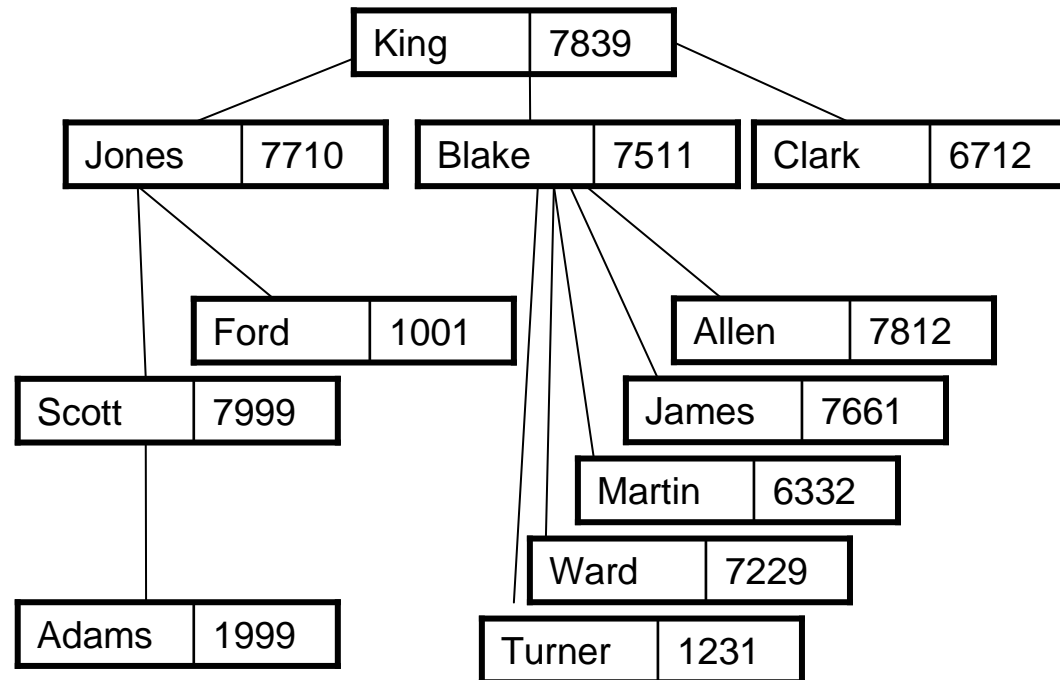 King 7839
Jones 7710
Blake 7511
Clark 6712
Ford 1001
Allen 7812
Scott 7999
James 7661
Martin 6332
Ward 7229
Adams 1999
Turner 1231